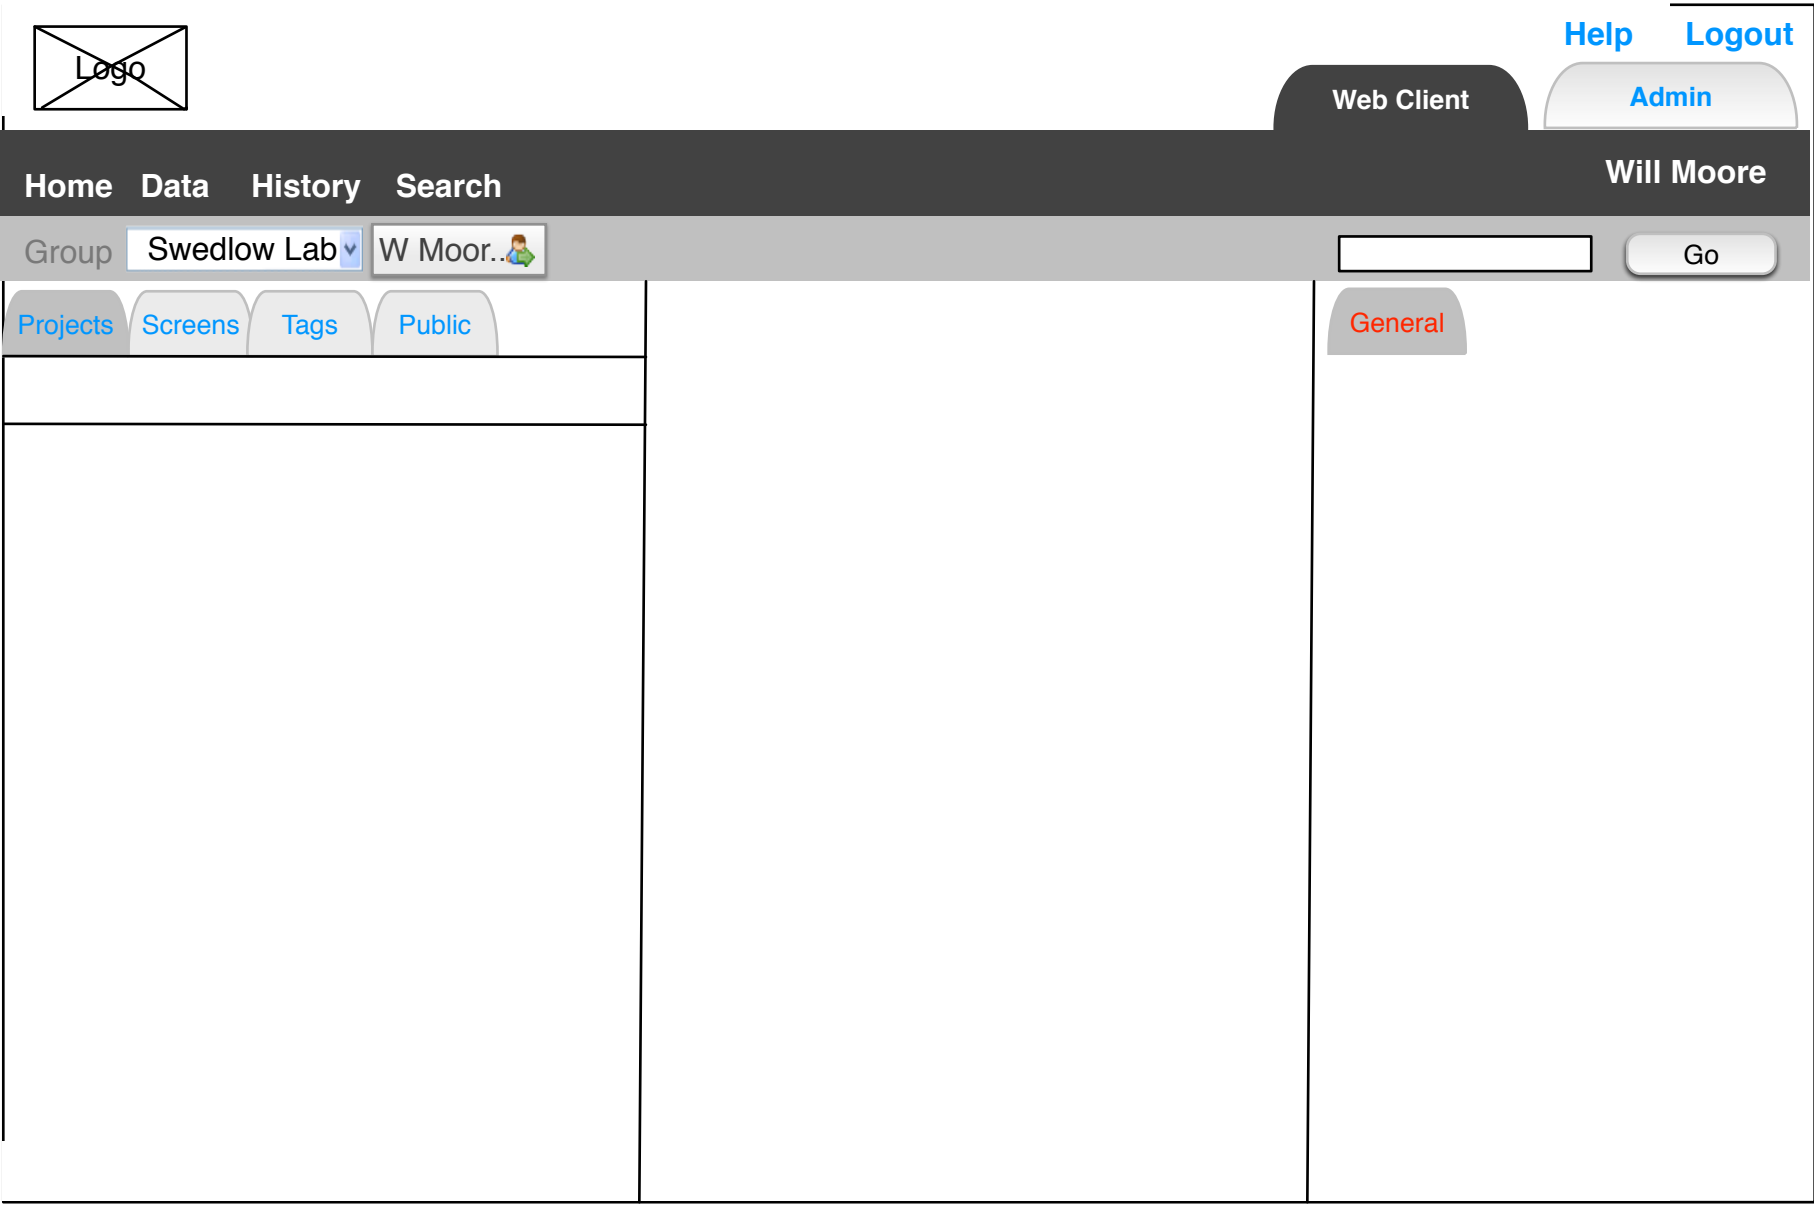 Help Logout
Logo
Web Client Admin
Will Moore
Home Data History Search
Group Swedlow Lab W Moor.. Go
Projects Screens Tags Public General